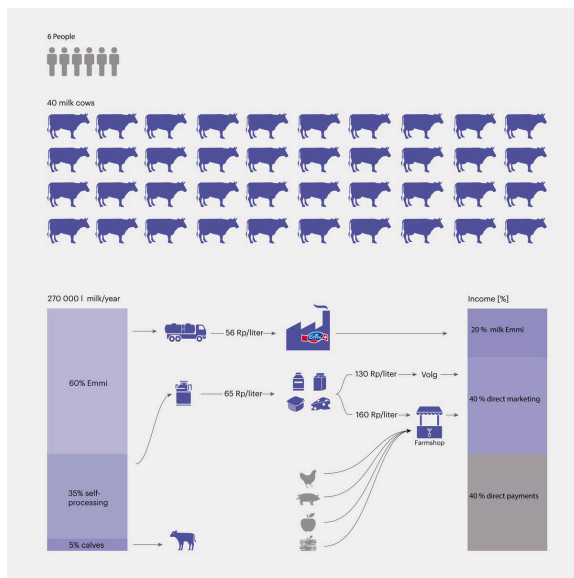 6 People
40 milk cows
270 000 l milk/year
Income [%]
56 Rp/liter
Emmi
20 % milk Emmi
60% Emmi
65 Rp/liter
130 Rp/liter
Volg
160 Rp/liter
40 % direct marketing
Farmshop
35% self-
processing
40 % direct payments
5% calves